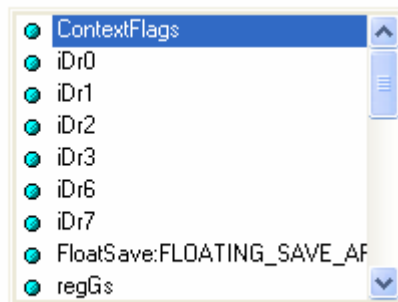 ContextFlags
iDr0
iDr1
iDr2
iDr3
iDr6
iDr7
FloatSave:FLOATING_SAVE_AF
regGs